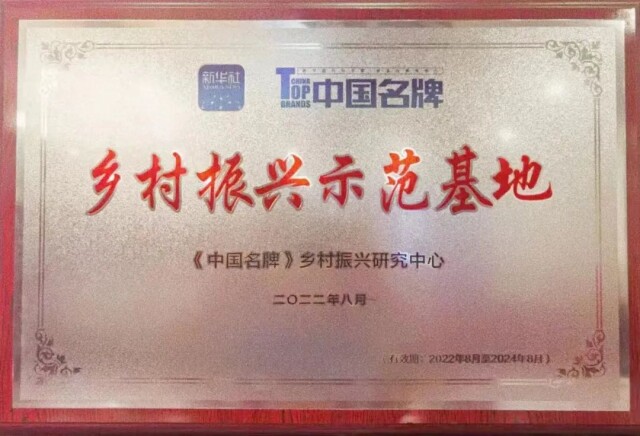 新华社
CHINA TOP BRANDS 中国名牌
乡村振兴示范基地
《中国名牌》乡村振兴研究中心
二〇二二年八月
（有效期：2022年8月至2024年8月）